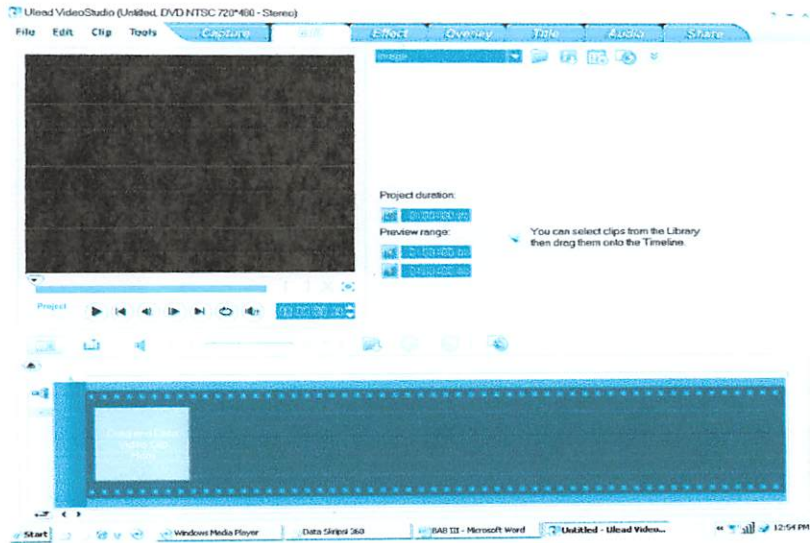 Ulead VideoStudio (Untitled, DVD NTSC 720*480 - Stereo)
File Edit Clip Tools Capture Edit Effect Overlay Title Audio Share
Image
Project duration:
Preview range:
You can select clips from the Library
then drag them onto the Timeline.
Project
Start Windows Media Player Data Skripsi 360 BAB III - Microsoft Word Untitled - Ulead Video... 12:54 PM